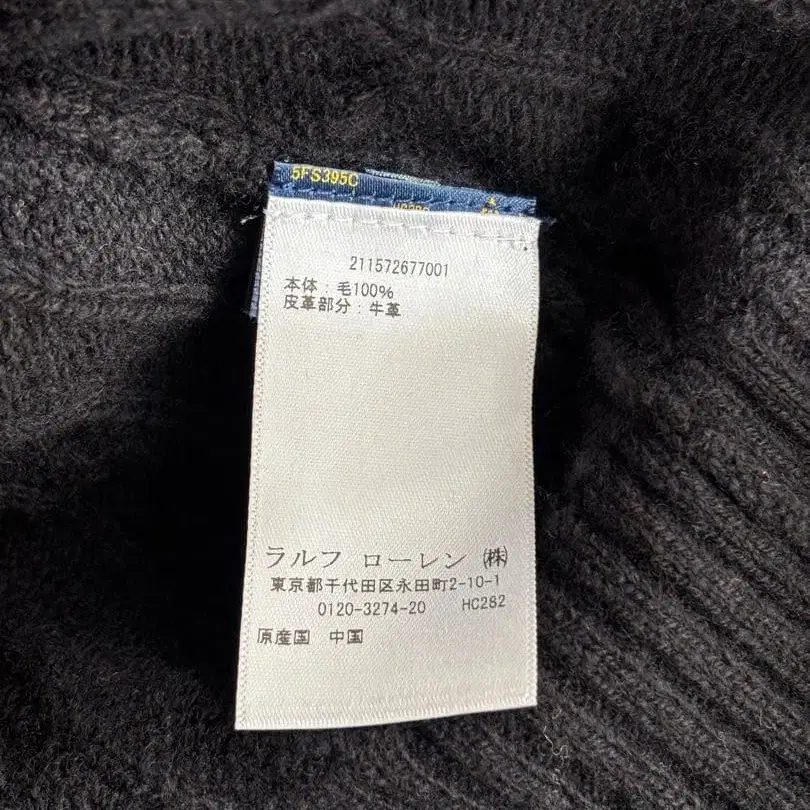 5FS395C
211572677001
本体：毛100%
皮革部分：牛革
ラルフ ローレン ㈱
東京都千代田区永田町2-10-1
0120-3274-20 HC282
原産国 中国